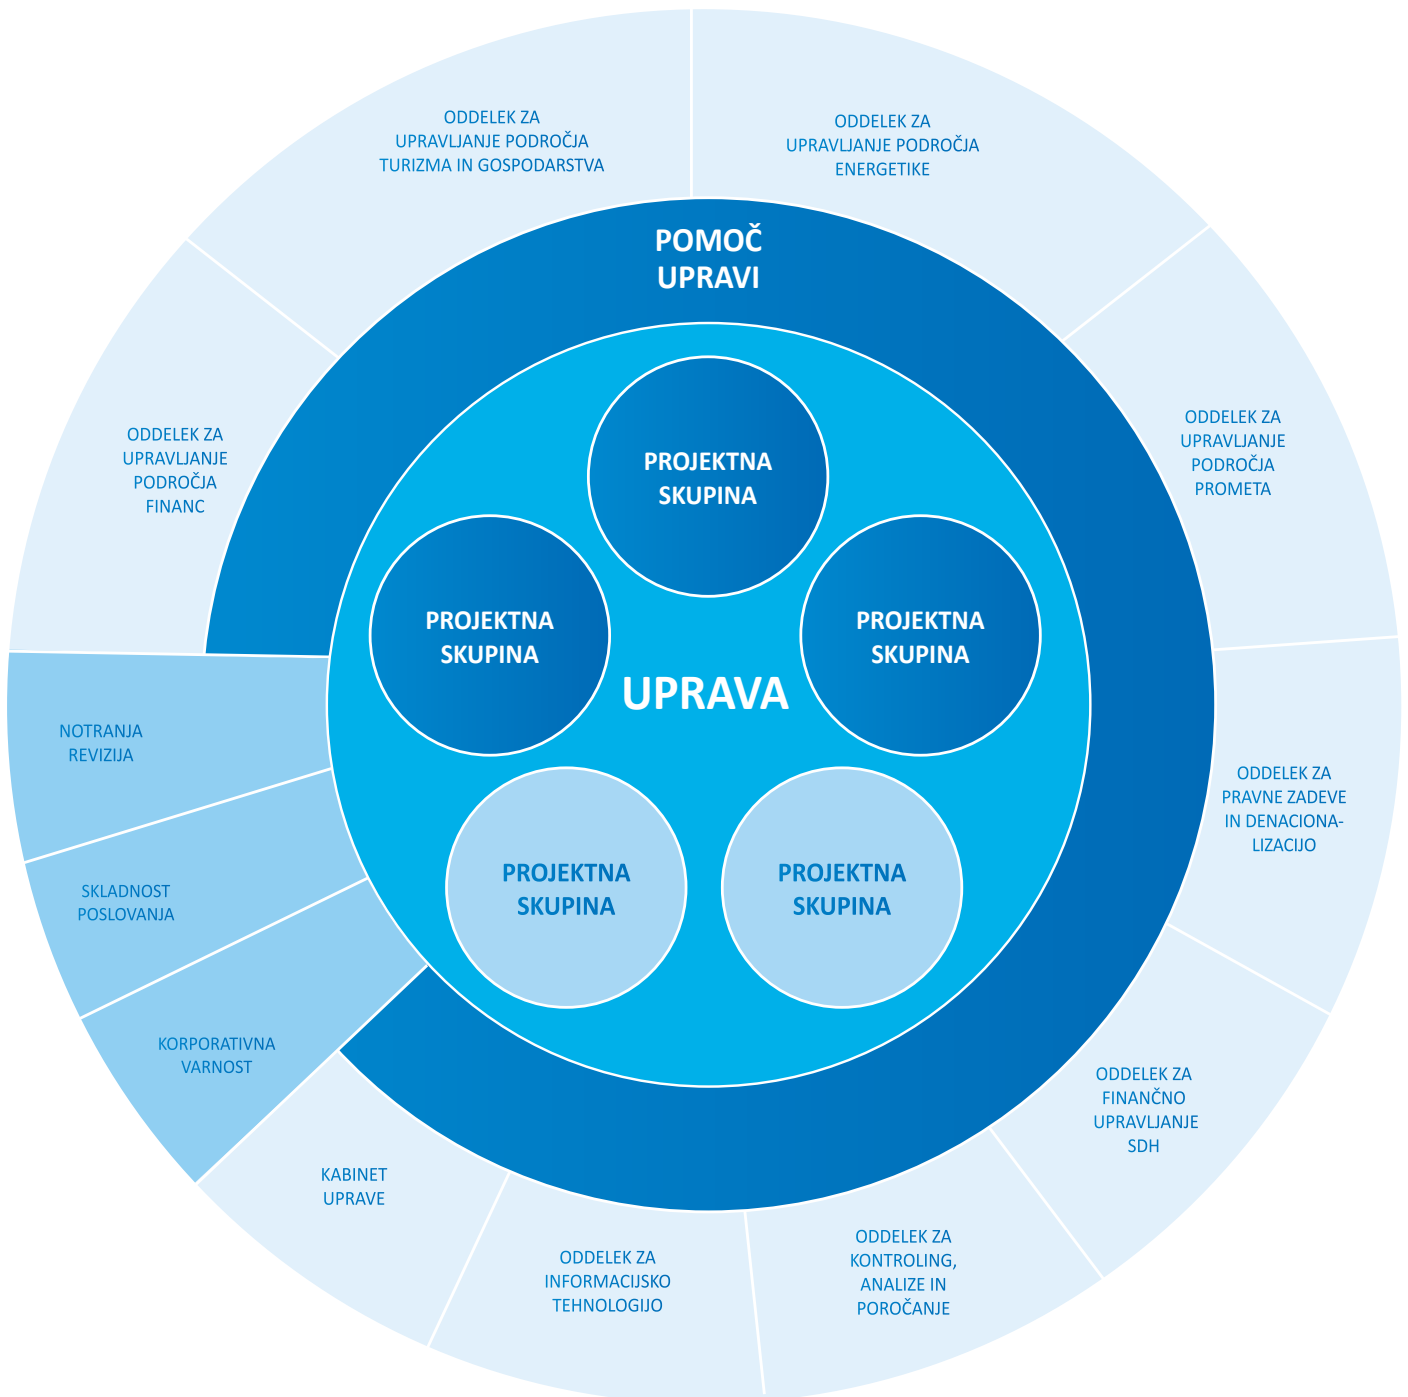 ODDELEK ZA
UPRAVLJANJE PODROČJA
TURIZMA IN GOSPODARSTVA
ODDELEK ZA
UPRAVLJANJE PODROČJA
ENERGETIKE
POMOČ
UPRAVI
ODDELEK ZA
UPRAVLJANJE
PODROČJA
FINANC
ODDELEK ZA
UPRAVLJANJE
PODROČJA
PROMETA
PROJEKTNA
SKUPINA
PROJEKTNA
SKUPINA
PROJEKTNA
SKUPINA
UPRAVA
NOTRANJA
REVIZIJA
ODDELEK ZA
PRAVNE ZADEVE
IN DENACIONA-
LIZACIJO
PROJEKTNA
SKUPINA
PROJEKTNA
SKUPINA
SKLADNOST
POSLOVANJA
KORPORATIVNA
VARNOST
ODDELEK ZA
FINANČNO
UPRAVLJANJE
SDH
KABINET
UPRAVE
ODDELEK ZA
INFORMACIJSKO
TEHNOLOGIJO
ODDELEK ZA
KONTROLING,
ANALIZE IN
POROČANJE